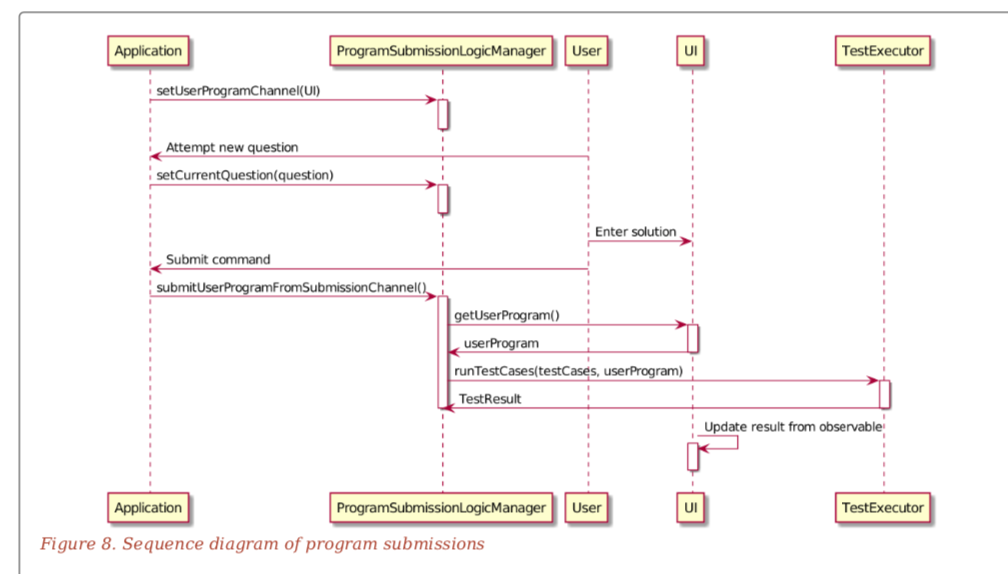 Application ProgramSubmissionLogicManager User UI TestExecutor
setUserProgramChannel(UI)
Attempt new question
setCurrentQuestion(question)
Enter solution
Submit command
submitUserProgramFromSubmissionChannel()
getUserProgram()
userProgram
runTestCases(testCases, userProgram)
TestResult
Update result from observable
Application ProgramSubmissionLogicManager User UI TestExecutor
Figure 8. Sequence diagram of program submissions